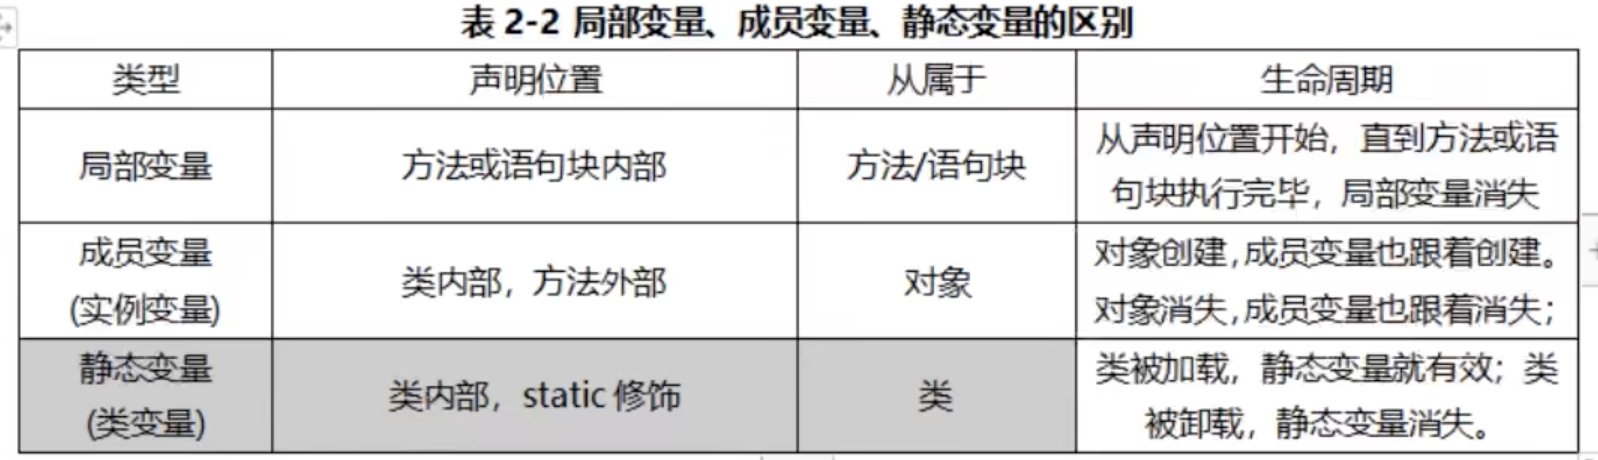 表 2-2 局部变量、成员变量、静态变量的区别
类型 声明位置 从属于 生命周期
局部变量 方法或语句块内部 方法/语句块 从声明位置开始，直到方法或语
句块执行完毕，局部变量消失
成员变量
(实例变量) 类内部，方法外部 对象 对象创建,成员变量也跟着创建。
对象消失,成员变量也跟着消失；
静态变量
(类变量) 类内部，static 修饰 类 类被加载，静态变量就有效；类
被卸载，静态变量消失。